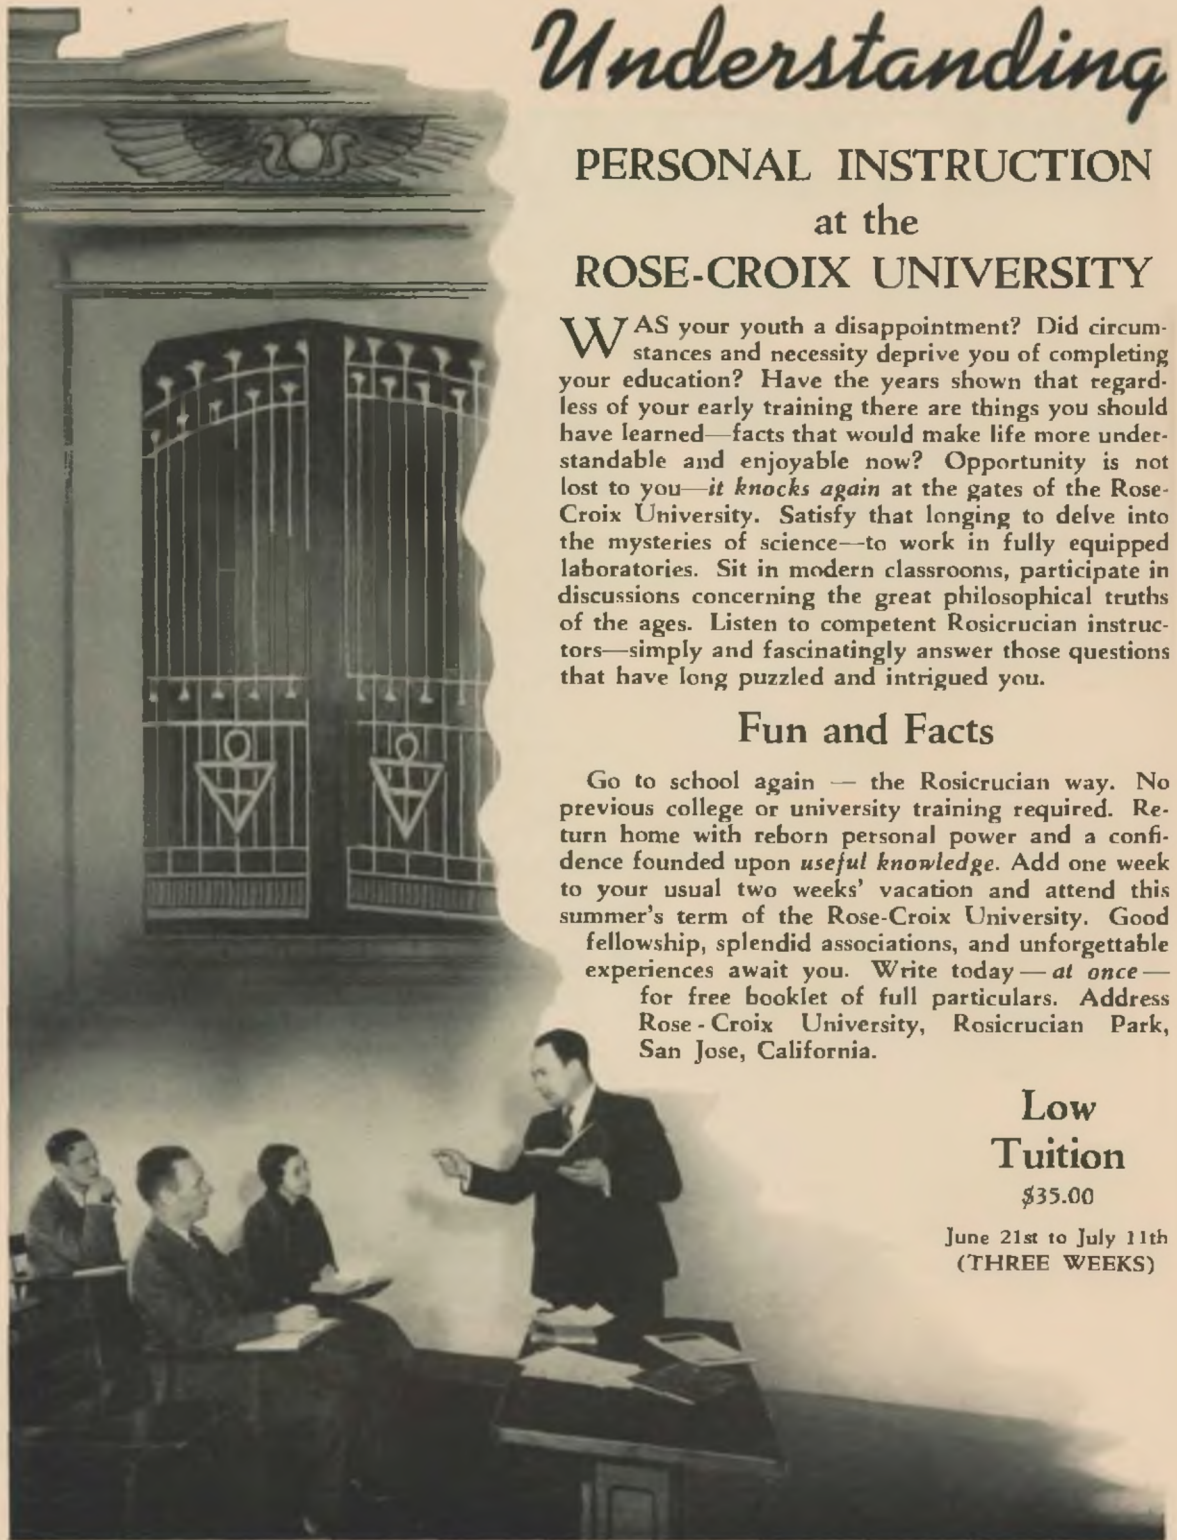 Understanding
PERSONAL INSTRUCTION
at the
ROSE-CROIX UNIVERSITY
WAS your youth a disappointment? Did circum-
stances and necessity deprive you of completing
your education? Have the years shown that regard-
less of your early training there are things you should
have learned—facts that would make life more under-
standable and enjoyable now? Opportunity is not
lost to you—it knocks again at the gates of the Rose-
Croix University. Satisfy that longing to delve into
the mysteries of science—to work in fully equipped
laboratories. Sit in modern classrooms, participate in
discussions concerning the great philosophical truths
of the ages. Listen to competent Rosicrucian instruc-
tors—simply and fascinatingly answer those questions
that have long puzzled and intrigued you.
Fun and Facts
Go to school again — the Rosicrucian way. No
previous college or university training required. Re-
turn home with reborn personal power and a confi-
dence founded upon useful knowledge. Add one week
to your usual two weeks' vacation and attend this
summer's term of the Rose-Croix University. Good
fellowship, splendid associations, and unforgettable
experiences await you. Write today — at once —
for free booklet of full particulars. Address
Rose - Croix University, Rosicrucian Park,
San Jose, California.
Low
Tuition
$35.00
June 21st to July 11th
(THREE WEEKS)